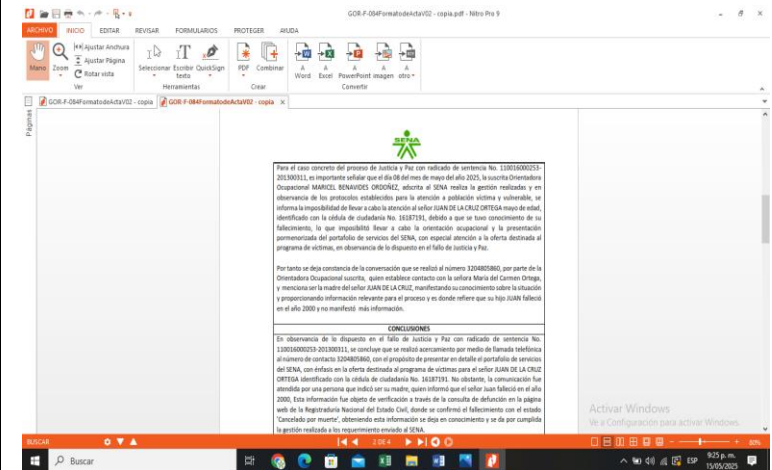 GOR-F-084FormatodeActaV02 - copia.pdf - Nitro Pro 9
ARCHIVO INICIO EDITAR REVISAR FORMULARIOS PROTEGER AYUDA
Mano Zoom Ajustar Anchura
Ajustar Página
Rotar vista
Seleccionar Escribir texto QuickSign
PDF Combinar
Word Excel PowerPoint imagen otro
Ver Herramientas Crear Convertir
GOR-F-084FormatodeActaV02 - copia GOR-F-084FormatodeActaV02 - copia x
Páginas
SENA
Para el caso concreto del proceso de Justicia y Paz con radicado de sentencia No. 110016000253-
201300311, es importante señalar que el día 08 del mes de mayo del año 2025, la suscrita Orientadora
Ocupacional MARICEL BENAVIDES ORDOÑEZ, adscrita al SENA realiza la gestión realizadas y en
observancia de los protocolos establecidos para la atención a población víctima y vulnerable, se
informa la imposibilidad de llevar a cabo la atención al señor JUAN DE LA CRUZ ORTEGA mayo de edad,
identificado con la cédula de ciudadanía No. 16187191, debido a que se tuvo conocimiento de su
fallecimiento, lo que imposibilitó llevar a cabo la orientación ocupacional y la presentación
pormenorizada del portafolio de servicios del SENA, con especial atención a la oferta destinada al
programa de víctimas, en observancia de lo dispuesto en el fallo de Justicia y Paz.
Por tanto se deja constancia de la conversación que se realizó al número 3204805860, por parte de la
Orientadora Ocupacional suscrita, quien establece contacto con la señora María del Carmen Ortega,
y menciona ser la madre del señor JUAN DE LA CRUZ, manifestando su conocimiento sobre la situación
y proporcionando información relevante para el proceso y es donde refiere que su hijo JUAN falleció
en el año 2000 y no manifestó más información.
CONCLUSIONES
En observancia de lo dispuesto en el fallo de Justicia y Paz con radicado de sentencia No.
110016000253-201300311, se concluye que se realizó acercamiento por medio de llamada telefónica
al número de contacto 3204805860, con el propósito de presentar en detalle el portafolio de servicios
del SENA, con énfasis en la oferta destinada al programa de víctimas para el señor JUAN DE LA CRUZ
ORTEGA identificado con la cédula de ciudadanía No. 16187191. No obstante, la comunicación fue
atendida por una persona que indicó ser su madre, quien informó que el señor Juan falleció en el año
2000, Esta información fue objeto de verificación a través de la consulta de defunción en la página
web de la Registraduría Nacional del Estado Civil, donde se confirmó el fallecimiento con el estado
'Cancelado por muerte', obteniendo esta información se deja en conocimiento y se da por cumplida
la gestión realizada a los requerimiento enviado al SENA.
Activar Windows
Ve a Configuración para activar Windows.
BUSCAR 2 DE 4 80%
Buscar
ESP 9:25 p. m.
15/05/2025